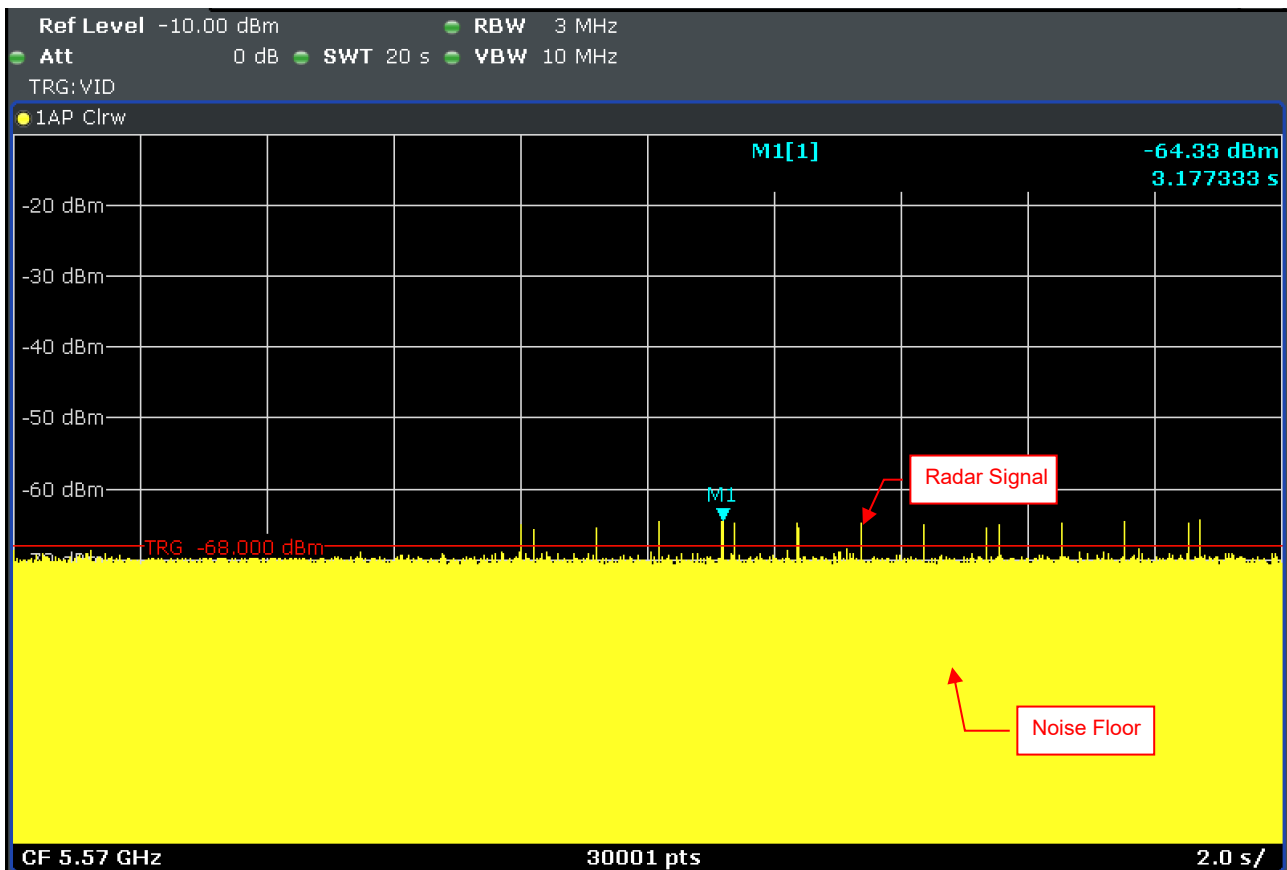 Ref Level -10.00 dBm RBW 3 MHz
Att 0 dB SWT 20 s VBW 10 MHz
TRG:VID
1AP Clrw
M1[1] -64.33 dBm
3.177333 s
-20 dBm
-30 dBm
-40 dBm
-50 dBm
Radar Signal
-60 dBm
M1
TRG -68.000 dBm
-70 dBm
Noise Floor
CF 5.57 GHz 30001 pts 2.0 s/